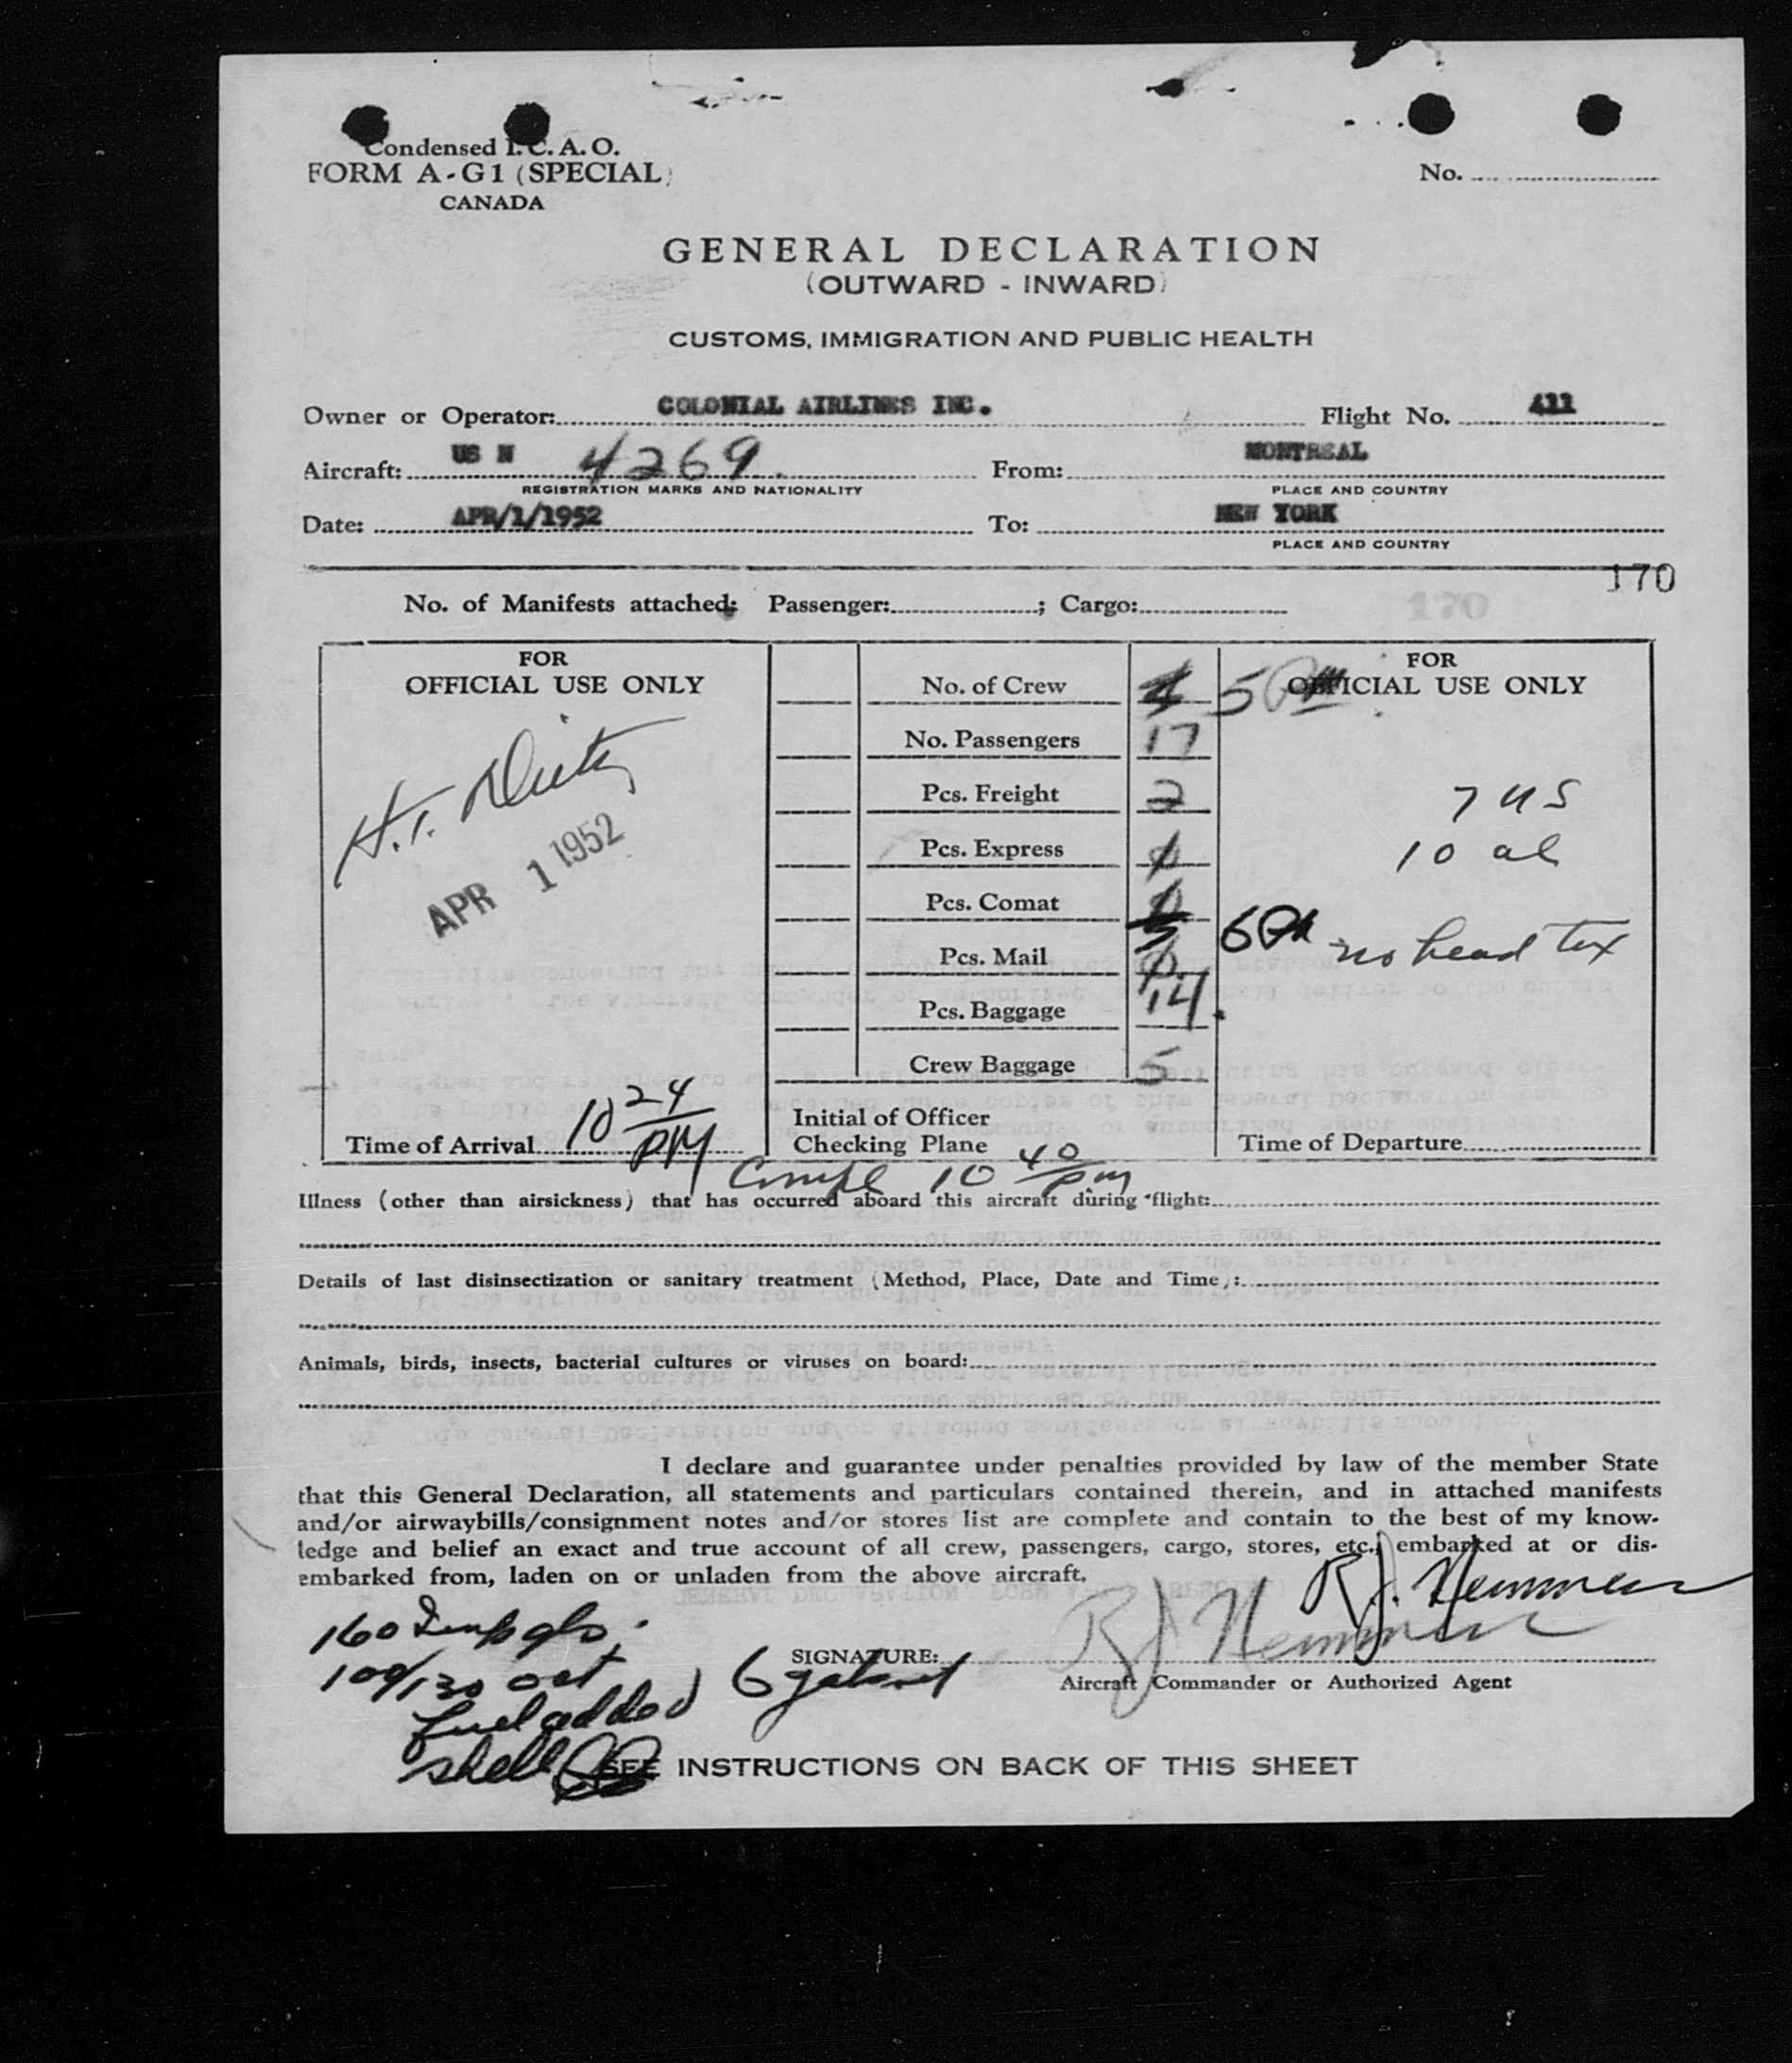 Condensed I.C.A.O.
FORM A-G1 (SPECIAL)
CANADA
No.
GENERAL DECLARATION
(OUTWARD - INWARD)
CUSTOMS, IMMIGRATION AND PUBLIC HEALTH
Owner or Operator: COLONIAL AIRLINES INC. Flight No. 411
Aircraft: US N 4269. From: MONTREAL
REGISTRATION MARKS AND NATIONALITY PLACE AND COUNTRY
Date: APR/1/1952 To: NEW YORK
PLACE AND COUNTRY
170
No. of Manifests attached; Passenger: ; Cargo: 170
FOR
OFFICIAL USE ONLY
H.T.
APR 1 1952
Time of Arrival 10 24 PM
No. of Crew 5
No. Passengers 17
Pcs. Freight 2
Pcs. Express
Pcs. Comat
Pcs. Mail 6
Pcs. Baggage 14
Crew Baggage 5
Initial of Officer
Checking Plane
FOR
OFFICIAL USE ONLY
7 US
10 al
no head tax
Time of Departure
Compl 10 40 pm
Illness (other than airsickness) that has occurred aboard this aircraft during flight:
Details of last disinsectization or sanitary treatment (Method, Place, Date and Time):
Animals, birds, insects, bacterial cultures or viruses on board:
I declare and guarantee under penalties provided by law of the member State
that this General Declaration, all statements and particulars contained therein, and in attached manifests
and/or airwaybills/consignment notes and/or stores list are complete and contain to the best of my know-
ledge and belief an exact and true account of all crew, passengers, cargo, stores, etc., embarked at or dis-
embarked from, laden on or unladen from the above aircraft.
160 Imp gls.
100/130 oct
fuel added
shell
SIGNATURE:
Aircraft Commander or Authorized Agent
SEE INSTRUCTIONS ON BACK OF THIS SHEET